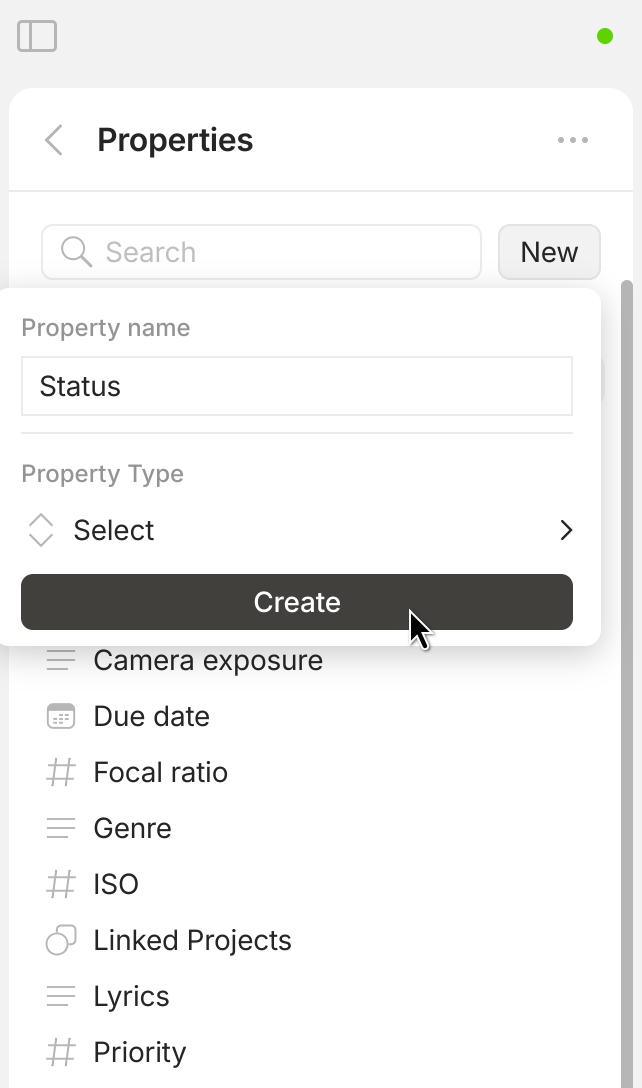 Properties
Search
New
Property name
Status
Property Type
Select
Create
Camera exposure
Due date
Focal ratio
Genre
ISO
Linked Projects
Lyrics
Priority